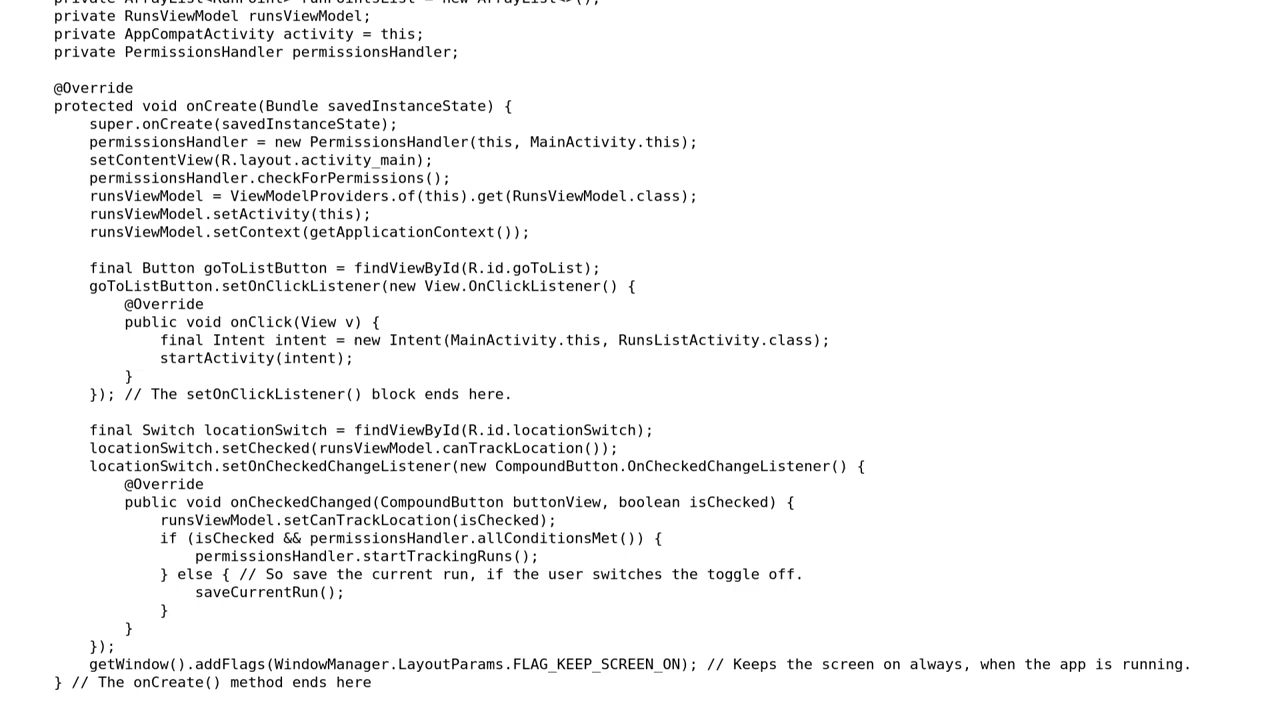 private ArrayList<RunPoint> runPointsList = new ArrayList<>();
private RunsViewModel runsViewModel;
private AppCompatActivity activity = this;
private PermissionsHandler permissionsHandler;
@Override
protected void onCreate(Bundle savedInstanceState) {
super.onCreate(savedInstanceState);
permissionsHandler = new PermissionsHandler(this, MainActivity.this);
setContentView(R.layout.activity_main);
permissionsHandler.checkForPermissions();
runsViewModel = ViewModelProviders.of(this).get(RunsViewModel.class);
runsViewModel.setActivity(this);
runsViewModel.setContext(getApplicationContext());
final Button goToListButton = findViewById(R.id.goToList);
goToListButton.setOnClickListener(new View.OnClickListener() {
@Override
public void onClick(View v) {
final Intent intent = new Intent(MainActivity.this, RunsListActivity.class);
startActivity(intent);
}
}); // The setOnClickListener() block ends here.
final Switch locationSwitch = findViewById(R.id.locationSwitch);
locationSwitch.setChecked(runsViewModel.canTrackLocation());
locationSwitch.setOnCheckedChangeListener(new CompoundButton.OnCheckedChangeListener() {
@Override
public void onCheckedChanged(CompoundButton buttonView, boolean isChecked) {
runsViewModel.setCanTrackLocation(isChecked);
if (isChecked && permissionsHandler.allConditionsMet()) {
permissionsHandler.startTrackingRuns();
} else { // So save the current run, if the user switches the toggle off.
saveCurrentRun();
}
}
});
getWindow().addFlags(WindowManager.LayoutParams.FLAG_KEEP_SCREEN_ON); // Keeps the screen on always, when the app is running.
} // The onCreate() method ends here